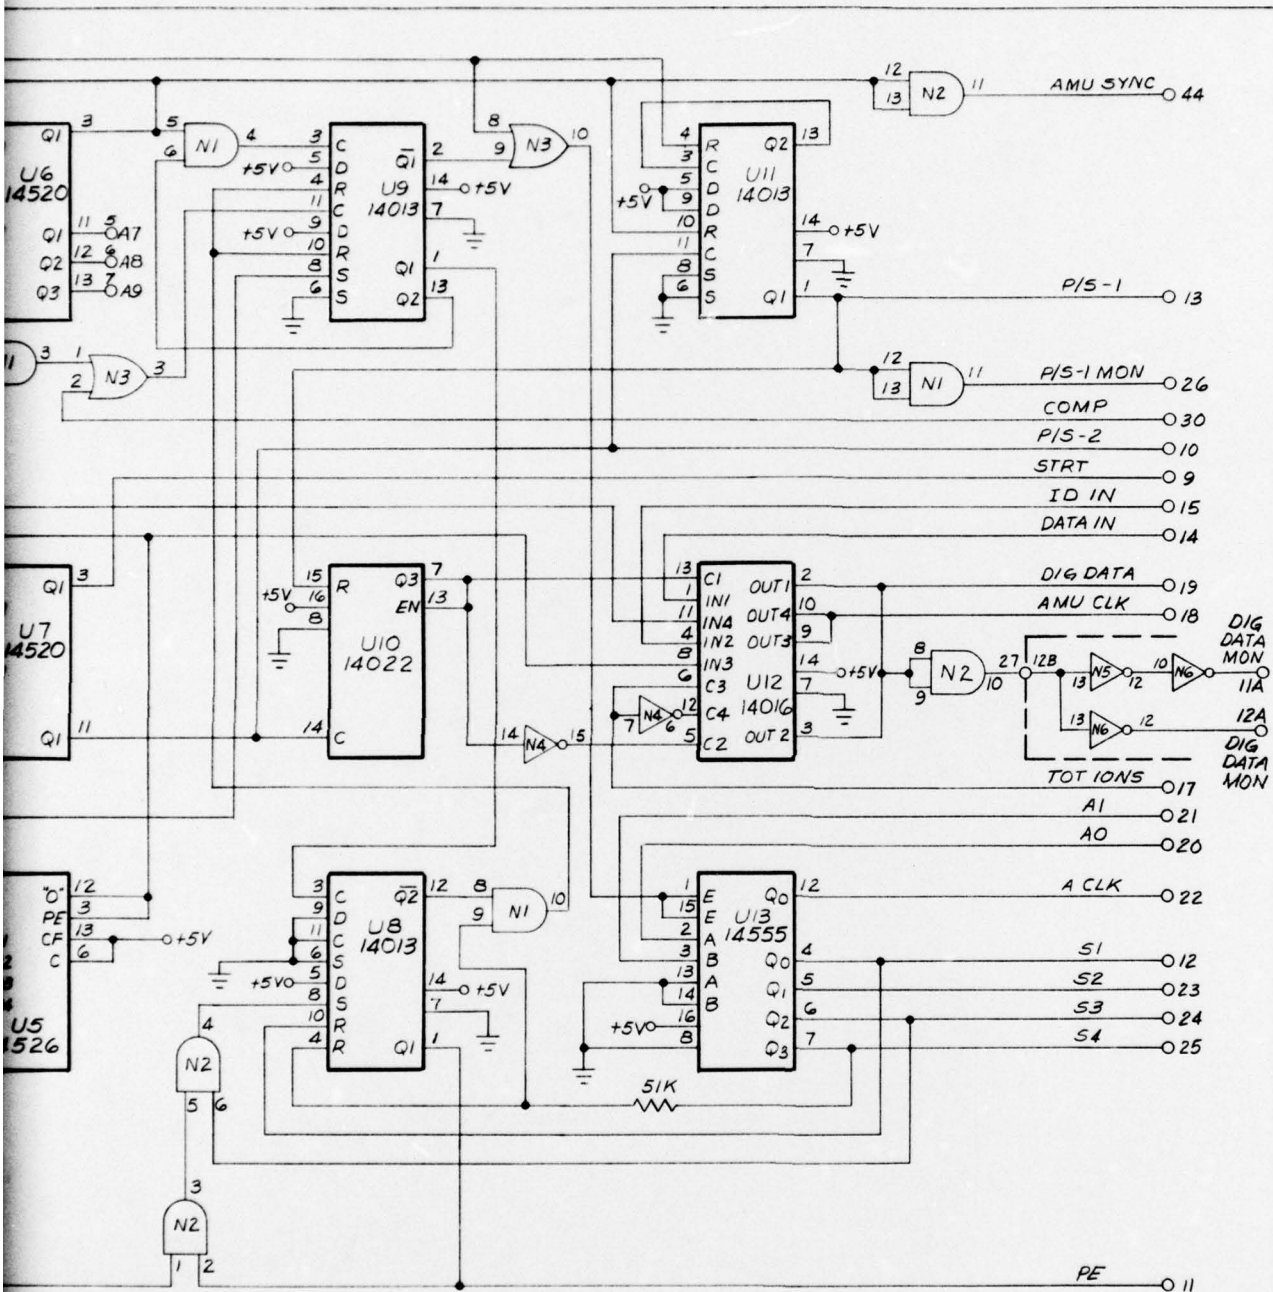 12
13
N2
11
AMU SYNC
44
3
Q1
U6
14520
Q1
11
5
A7
Q2
12
6
A8
Q3
13
7
A9
5
6
N1
4
3
C
+5V
5
D
4
R
11
C
+5V
9
D
10
R
8
S
6
S
U9
14013
Q1
2
14
+5V
7
Q1
1
Q2
13
8
9
N3
10
4
R
3
C
+5V
5
D
9
D
10
R
11
C
8
S
6
S
U11
14013
Q2
13
14
+5V
7
Q1
1
P/S-1
13
3
1
2
N3
3
12
13
N1
11
P/S-1 MON
26
COMP
30
P/S-2
10
STRT
9
ID IN
15
DATA IN
14
U7
14520
Q1
3
Q1
11
15
R
+5V
16
8
Q3
7
EN
13
U10
14022
14
C
14
N4
15
13
C1
1
IN1
11
IN4
4
IN2
8
IN3
6
C3
7
N4
6
12
C4
5
C2
OUT1
2
OUT4
10
OUT3
9
14
+5V
7
U12
14016
OUT 2
3
DIG DATA
19
AMU CLK
18
8
9
N2
10
27
12B
13
N5
12
10
N6
DIG
DATA
MON
11A
13
N6
12
12A
DIG
DATA
MON
TOT IONS
17
A1
21
A0
20
"0"
12
PE
3
CF
13
+5V
C
6
U5
4526
3
C
9
D
11
C
6
S
+5V
5
D
8
S
10
R
4
R
U8
14013
Q2
12
14
+5V
7
Q1
1
8
9
N1
10
1
E
15
E
2
A
3
B
13
A
14
B
+5V
16
8
U13
14555
Q0
12
Q0
4
Q1
5
Q2
6
Q3
7
A CLK
22
S1
12
S2
23
S3
24
S4
25
51K
4
N2
5
6
3
N2
1
2
PE
11